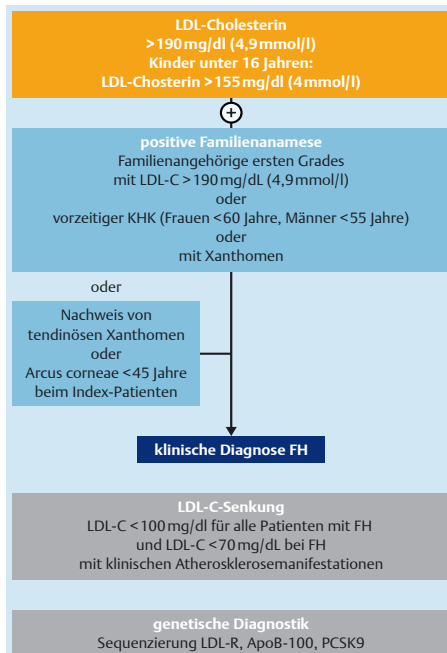 LDL-Cholesterin
>190 mg/dl (4,9 mmol/l)
Kinder unter 16 Jahren:
LDL-Chosterin >155 mg/dl (4 mmol/l)
+
positive Familienanamese
Familienangehörige ersten Grades
mit LDL-C >190 mg/dL (4,9 mmol/l)
oder
vorzeitiger KHK (Frauen <60 Jahre, Männer <55 Jahre)
oder
mit Xanthomen
oder
Nachweis von
tendinösen Xanthomen
oder
Arcus corneae <45 Jahre
beim Index-Patienten
klinische Diagnose FH
LDL-C-Senkung
LDL-C <100 mg/dl für alle Patienten mit FH
und LDL-C <70 mg/dL bei FH
mit klinischen Atherosklerosemanifestationen
genetische Diagnostik
Sequenzierung LDL-R, ApoB-100, PCSK9